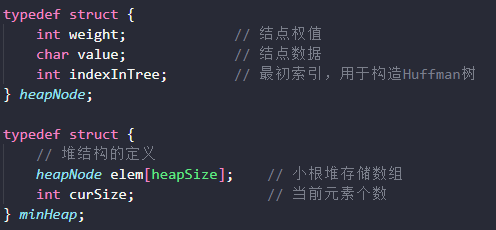 typedef struct {
int weight; // 结点权值
char value; // 结点数据
int indexInTree; // 最初索引，用于构造Huffman树
} heapNode;
typedef struct {
// 堆结构的定义
heapNode elem[heapSize]; // 小根堆存储数组
int curSize; // 当前元素个数
} minHeap;